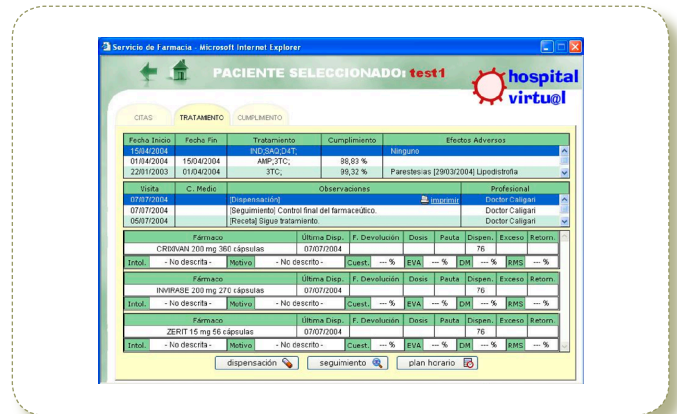 Servicio de Farmacia - Microsoft Internet Explorer
PACIENTE SELECCIONADO: test1
hospital
virtu@l
CITAS TRATAMIENTO CUMPLIMENTO
Fecha Inicio Fecha Fin Tratamiento Cumplimiento Efectos Adversos
15/04/2004 IND;SAQ;D4T; Ninguno
01/04/2004 15/04/2004 AMP;3TC; 98,83 %
22/01/2003 01/04/2004 3TC; 99,32 % Parestesias [29/03/2004] Lipodistrofia
Visita C. Medic Observaciones Profesional
07/07/2004 [Dispensación] imprimir Doctor Caligari
07/07/2004 [Seguimiento] Control final del farmaceútico. Doctor Caligari
05/07/2004 [Receta] Sigue tratamiento. Doctor Caligari
Fármaco Última Disp. F. Devolución Dosis Pauta Dispen. Exceso Retorn.
CRIXIVAN 200 mg 360 cápsulas 07/07/2004 76
Intol. - No descrita - Motivo - No descrito - Cuest. --- % EVA --- % DM --- % RMS --- %
Fármaco Última Disp. F. Devolución Dosis Pauta Dispen. Exceso Retorn.
INVIRASE 200 mg 270 cápsulas 07/07/2004 76
Intol. - No descrita - Motivo - No descrito - Cuest. --- % EVA --- % DM --- % RMS --- %
Fármaco Última Disp. F. Devolución Dosis Pauta Dispen. Exceso Retorn.
ZERIT 15 mg 56 cápsulas 07/07/2004 76
Intol. - No descrita - Motivo - No descrito - Cuest. --- % EVA --- % DM --- % RMS --- %
dispensación seguimiento plan horario